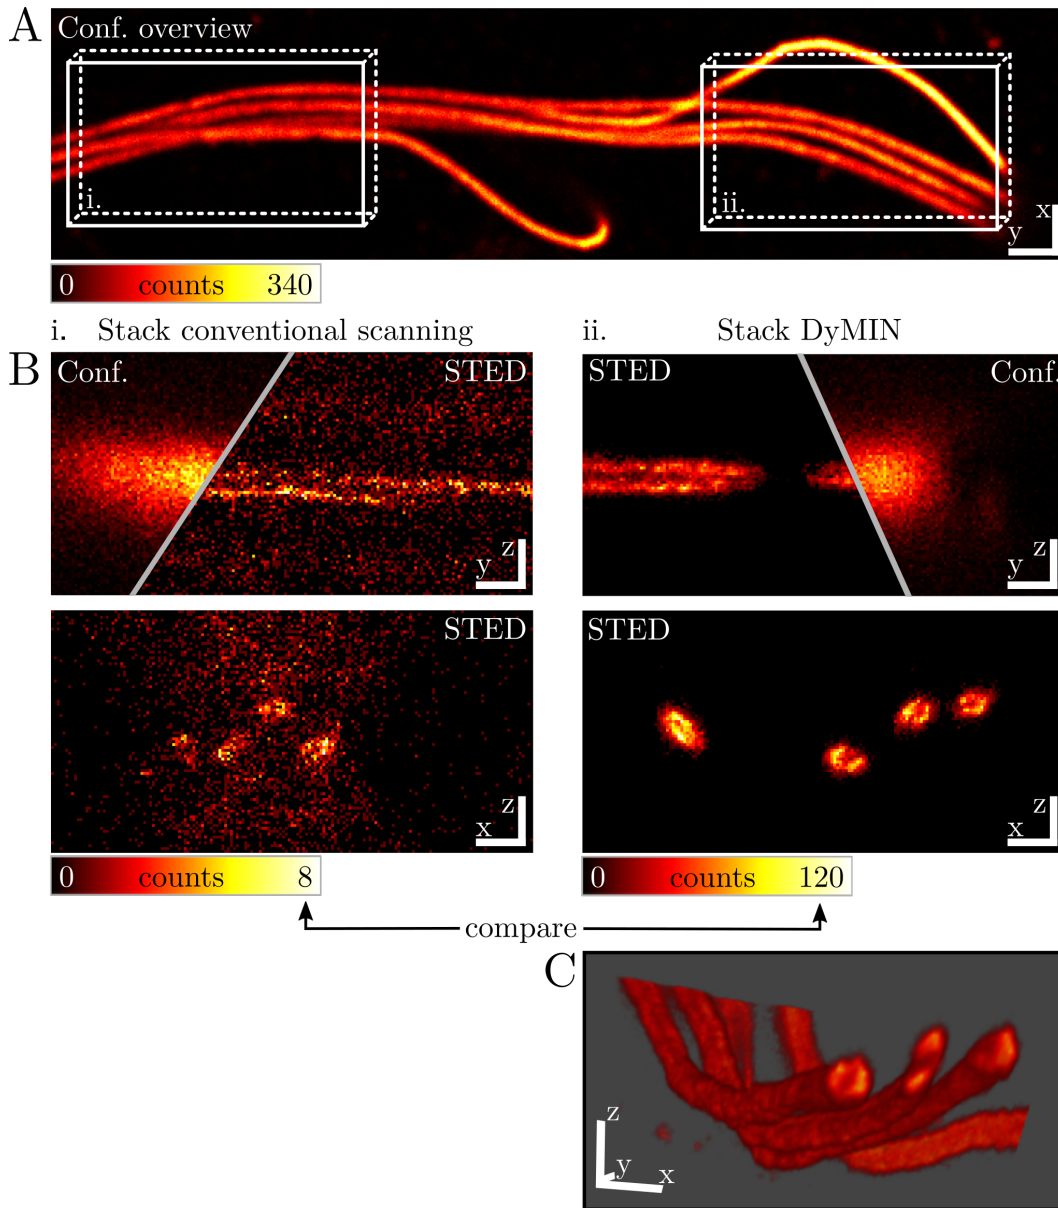 A
Conf. overview
i.
ii.
x
y
0 counts 340
i. Stack conventional scanning
ii. Stack DyMIN
B
Conf.
STED
z
y
STED
Conf.
z
y
STED
z
x
STED
z
x
0 counts 8
0 counts 120
compare
C
z
y
x